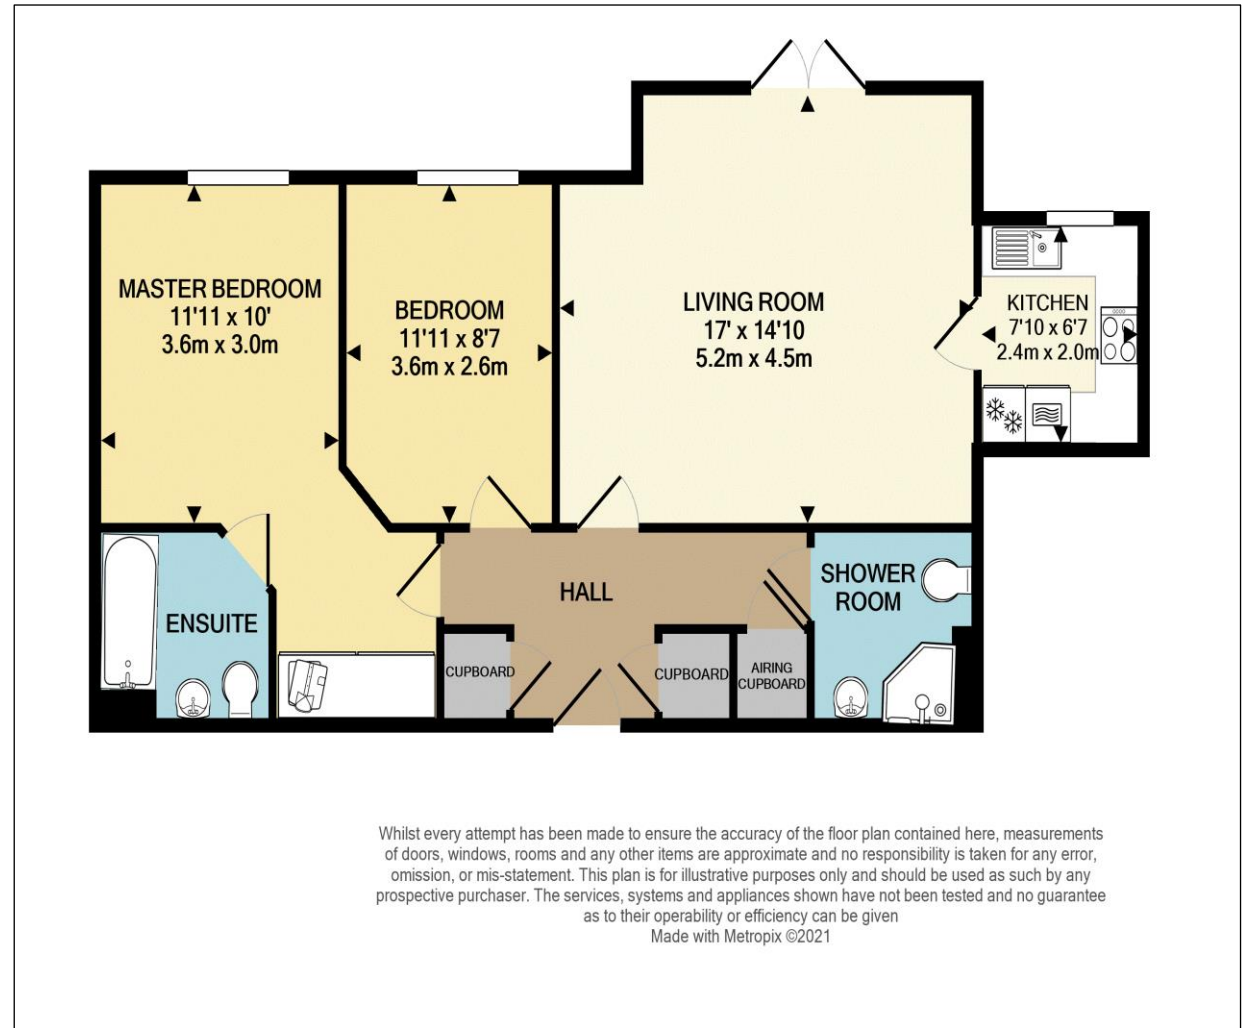 MASTER BEDROOM
11'11 x 10'
3.6m x 3.0m
BEDROOM
11'11 x 8'7
3.6m x 2.6m
LIVING ROOM
17' x 14'10
5.2m x 4.5m
KITCHEN
7'10 x 6'7
2.4m x 2.0m
ENSUITE
HALL
SHOWER
ROOM
CUPBOARD
CUPBOARD
AIRING
CUPBOARD
Whilst every attempt has been made to ensure the accuracy of the floor plan contained here, measurements
of doors, windows, rooms and any other items are approximate and no responsibility is taken for any error,
omission, or mis-statement. This plan is for illustrative purposes only and should be used as such by any
prospective purchaser. The services, systems and appliances shown have not been tested and no guarantee
as to their operability or efficiency can be given
Made with Metropix ©2021